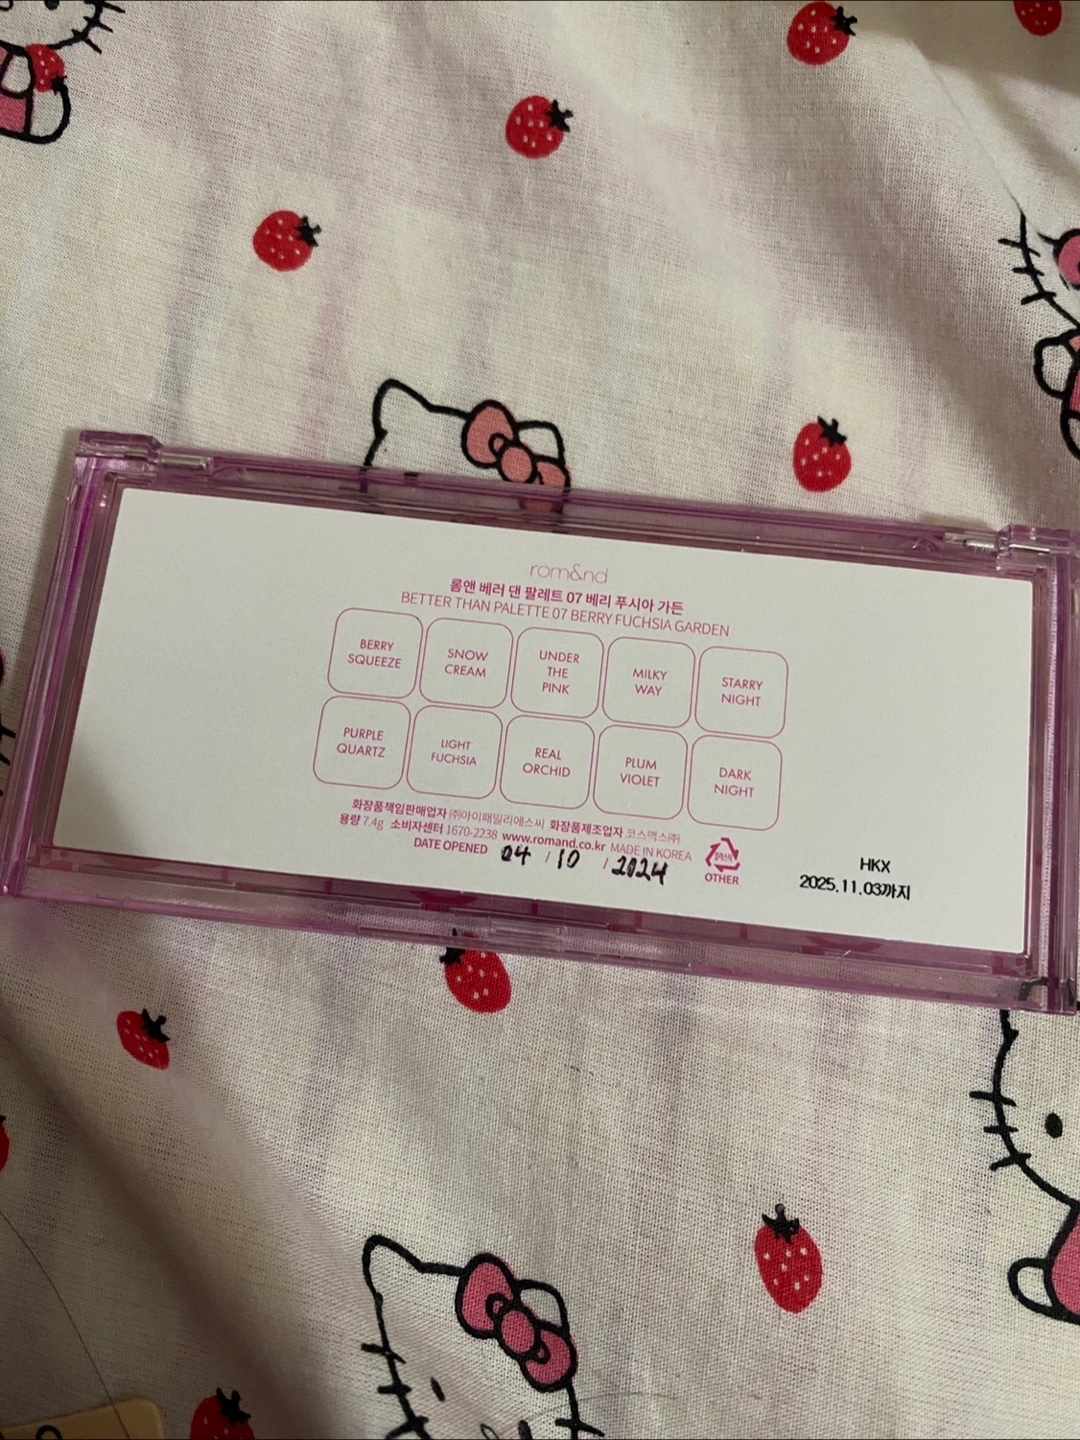 rom&nd
롬앤 베러 댄 팔레트 07 베리 푸시아 가든
BETTER THAN PALETTE 07 BERRY FUCHSIA GARDEN
BERRY
SQUEEZE
SNOW
CREAM
UNDER
THE
PINK
MILKY
WAY
STARRY
NIGHT
PURPLE
QUARTZ
LIGHT
FUCHSIA
REAL
ORCHID
PLUM
VIOLET
DARK
NIGHT
화장품책임판매업자 ㈜아이패밀리에스씨 화장품제조업자 코스맥스㈜
용량 7.4g 소비자센터 1670-2238 www.romand.co.kr MADE IN KOREA
DATE OPENED 04 / 10 / 2024
OTHER
HKX
2025.11.03까지